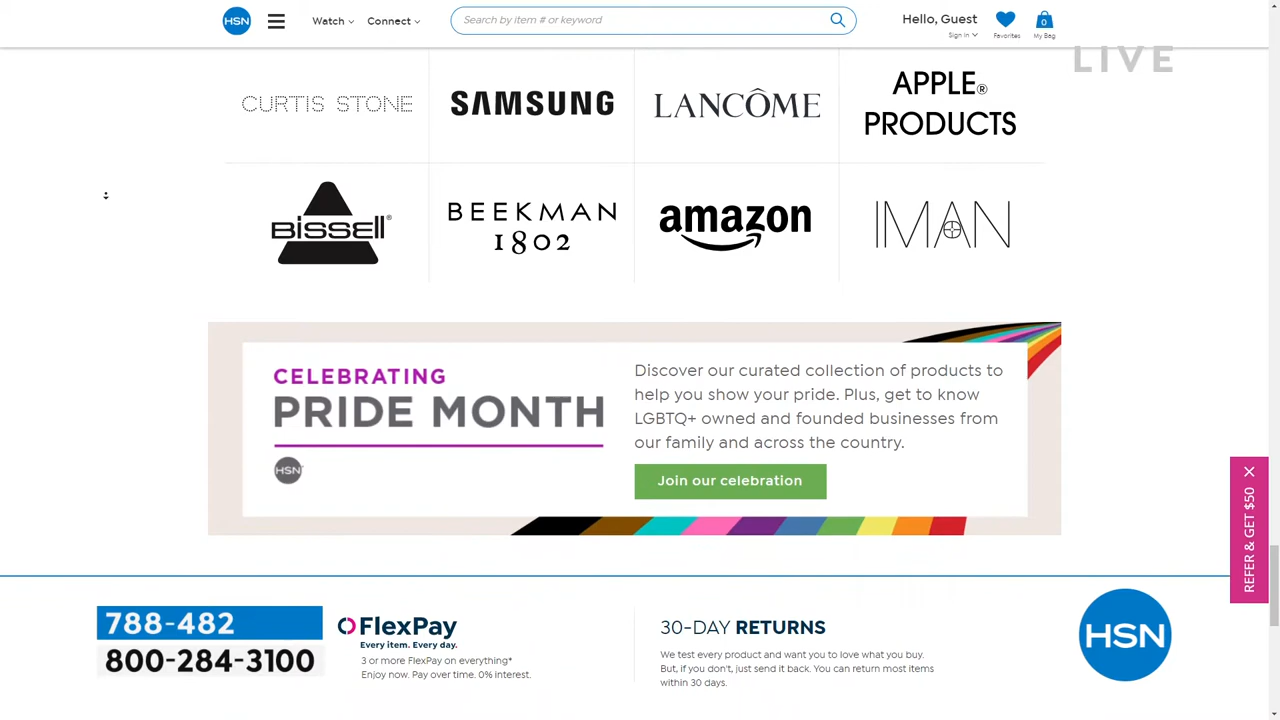 HSN
Watch
Connect
Search by item # or keyword
Hello, Guest
Sign In
Favorites
0
My Bag
LIVE
CURTIS STONE
SAMSUNG
LANCÔME
APPLE®
PRODUCTS
BISSELL®
BEEKMAN
1802
amazon
IMAN
CELEBRATING
PRIDE MONTH
HSN
Discover our curated collection of products to
help you show your pride. Plus, get to know
LGBTQ+ owned and founded businesses from
our family and across the country.
Join our celebration
REFER & GET $50
788-482
800-284-3100
FlexPay
Every item. Every day.
3 or more FlexPay on everything*
Enjoy now. Pay over time. 0% interest.
30-DAY RETURNS
We test every product and want you to love what you buy.
But, if you don't, just send it back. You can return most items
within 30 days.
HSN